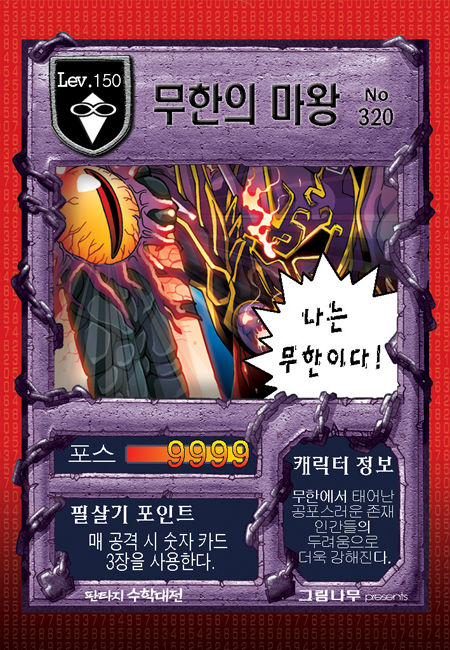 Lev.150
무한의 마왕
No
320
나는
무한이다!
포스 9999
필살기 포인트
매 공격 시 숫자 카드
3장을 사용한다.
캐릭터 정보
무한에서 태어난
공포스러운 존재
인간들의
두려움으로
더욱 강해진다.
판타지 수학대전
그림나무 presents